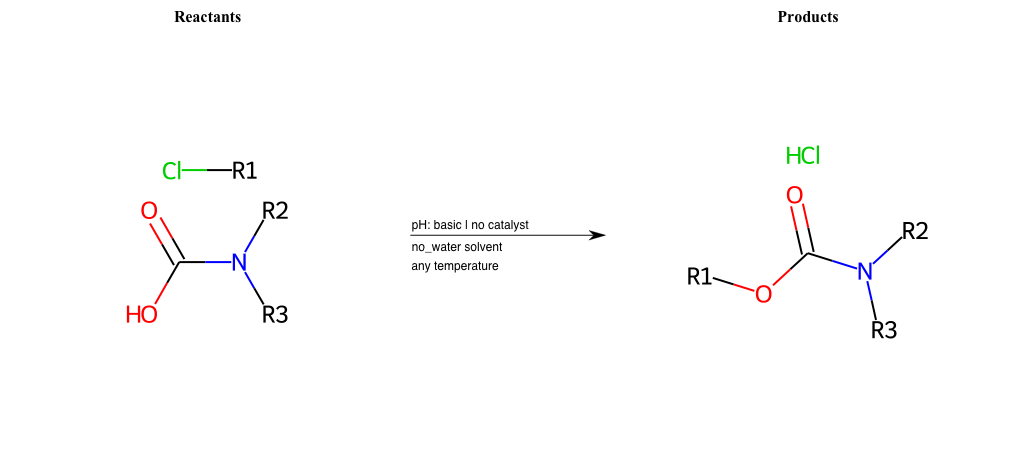 Reactants
Products
HCl
Cl
R1
O
O
R2
R2
pH: basic | no catalyst
no_water solvent
any temperature
N
N
R1
O
HO
R3
R3